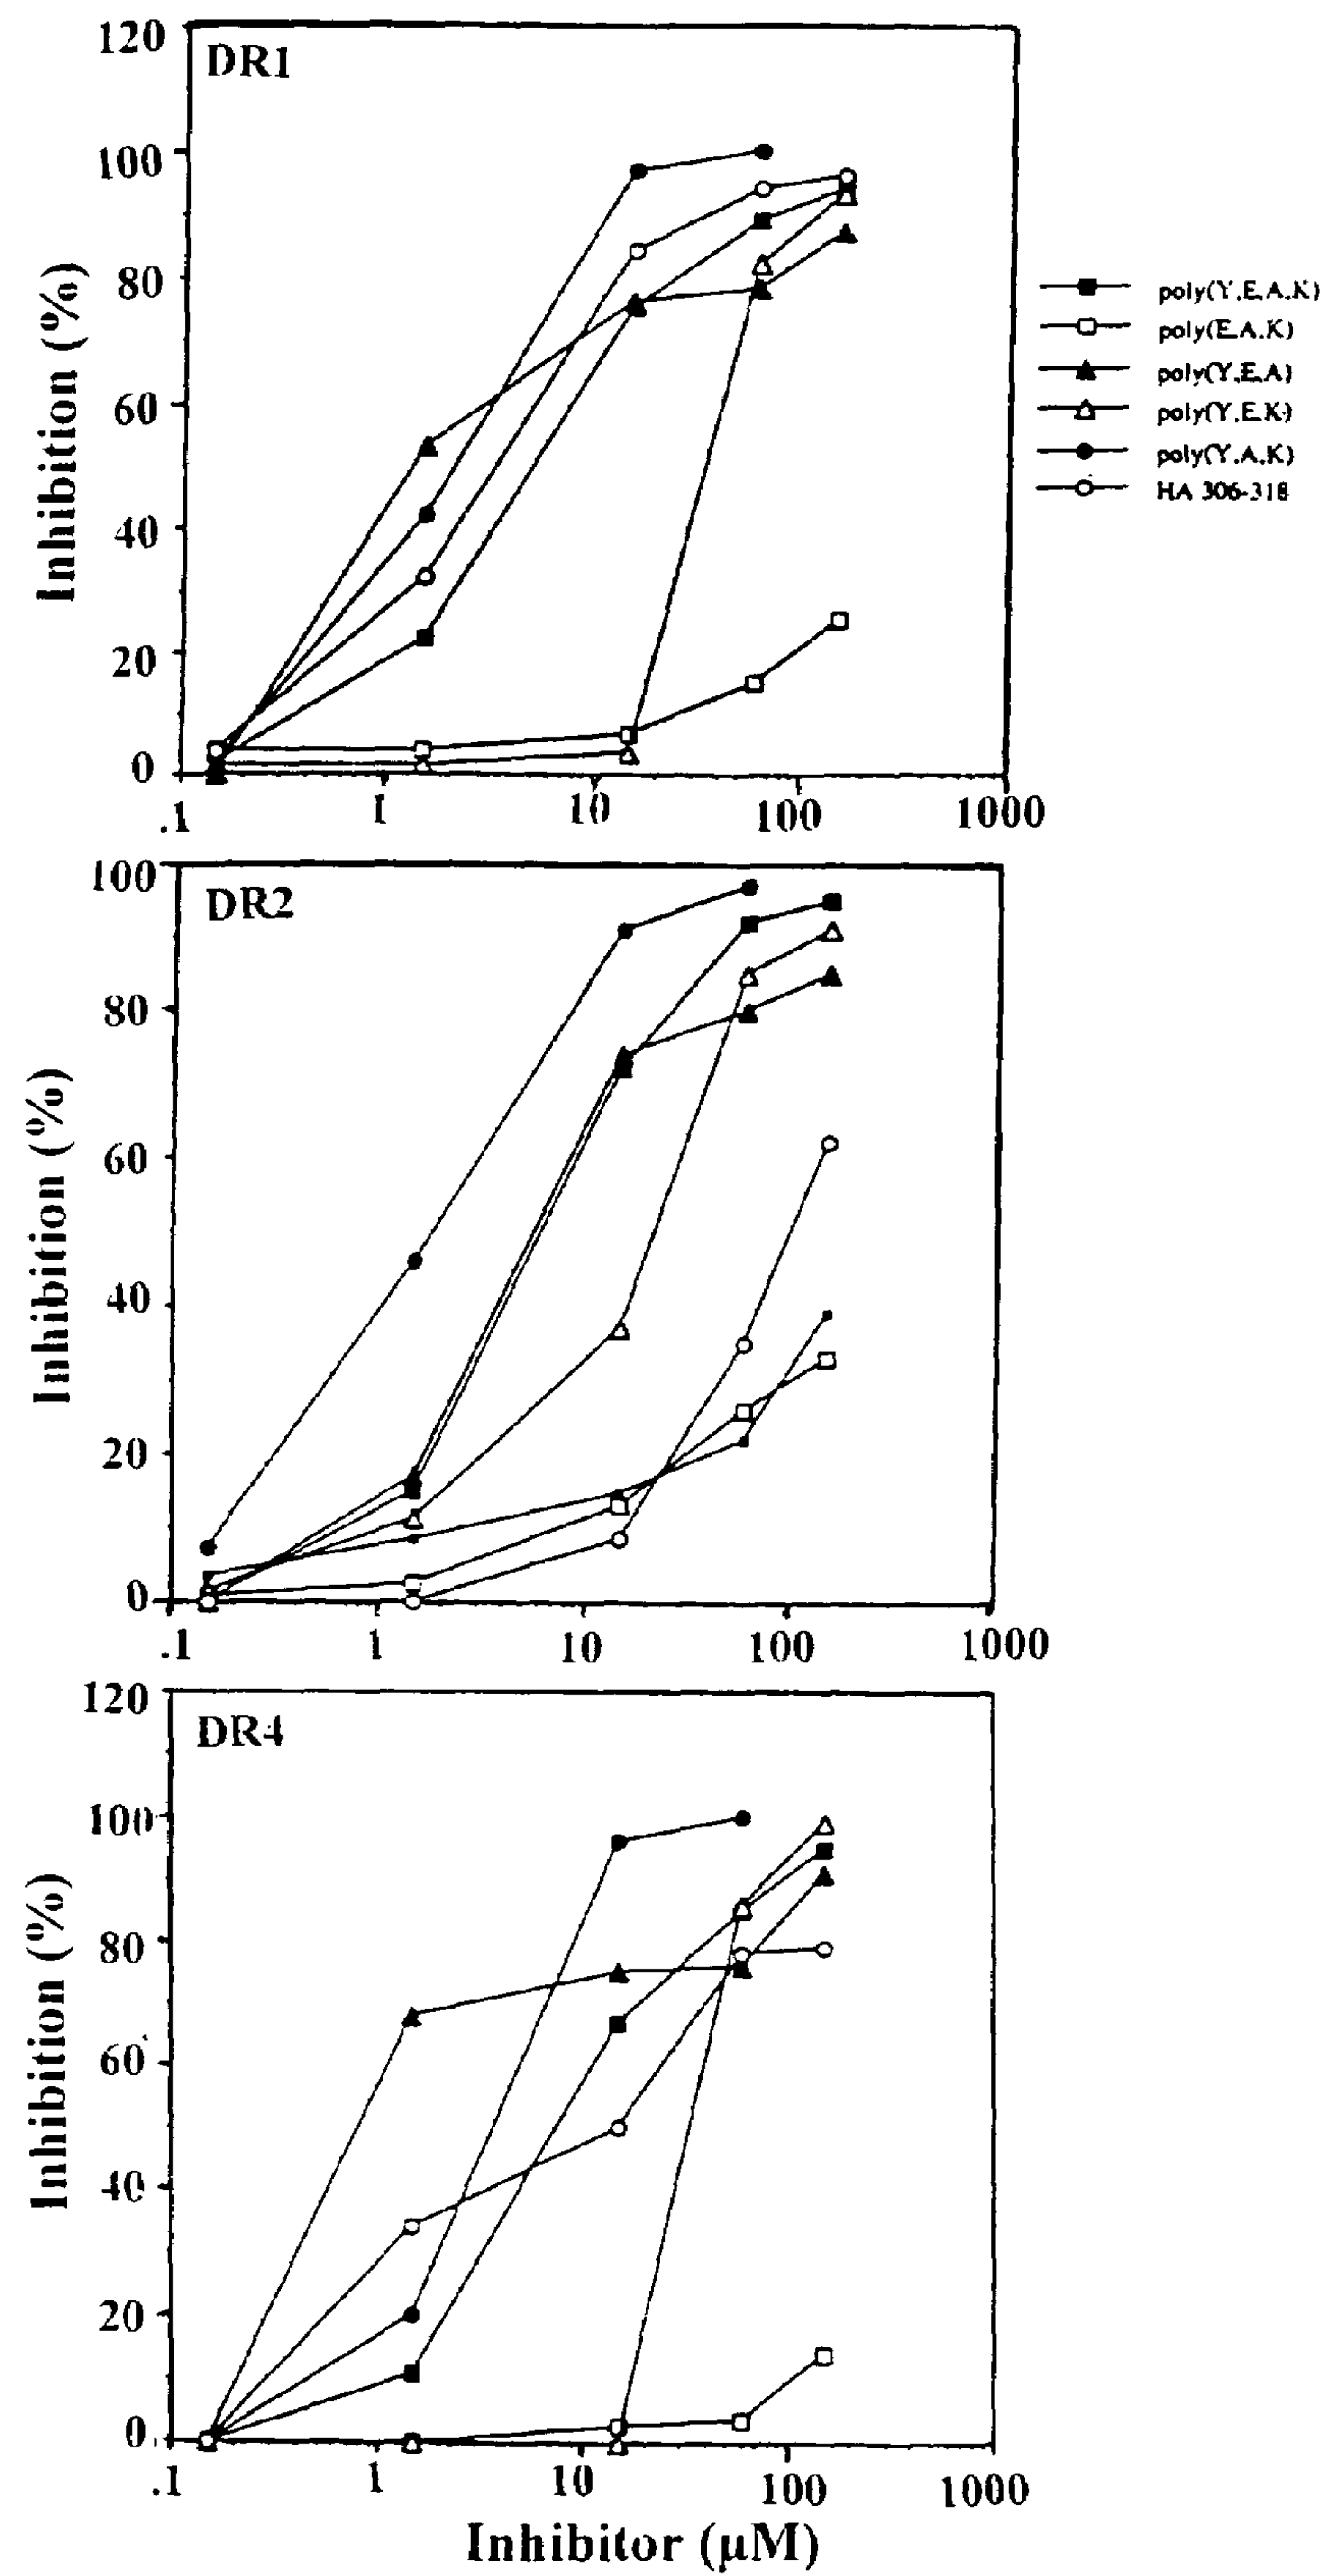 120
DR1
100
80
60
40
20
0
.1 1 10 100 1000
Inhibition (%)
poly(Y,E,A,K)
poly(E,A,K)
poly(Y,E,A)
poly(Y,E,K)
poly(Y,A,K)
HA 306-318
100
DR2
80
60
40
20
0
.1 1 10 100 1000
Inhibition (%)
120
DR4
100
80
60
40
20
0
.1 1 10 100 1000
Inhibition (%)
Inhibitor (µM)